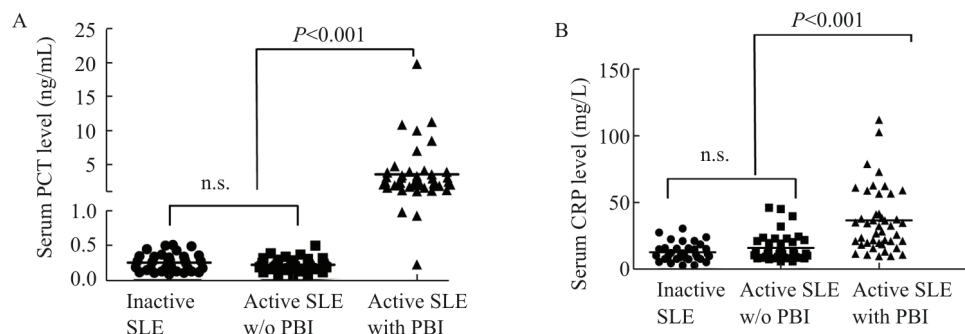 A
P<0.001
Serum PCT level (ng/mL)
25
20
15
10
5
1.0
0.5
0.0
n.s.
Inactive
SLE
Active SLE
w/o PBI
Active SLE
with PBI
B
P<0.001
Serum CRP level (mg/L)
150
100
50
0
n.s.
Inactive
SLE
Active SLE
w/o PBI
Active SLE
with PBI